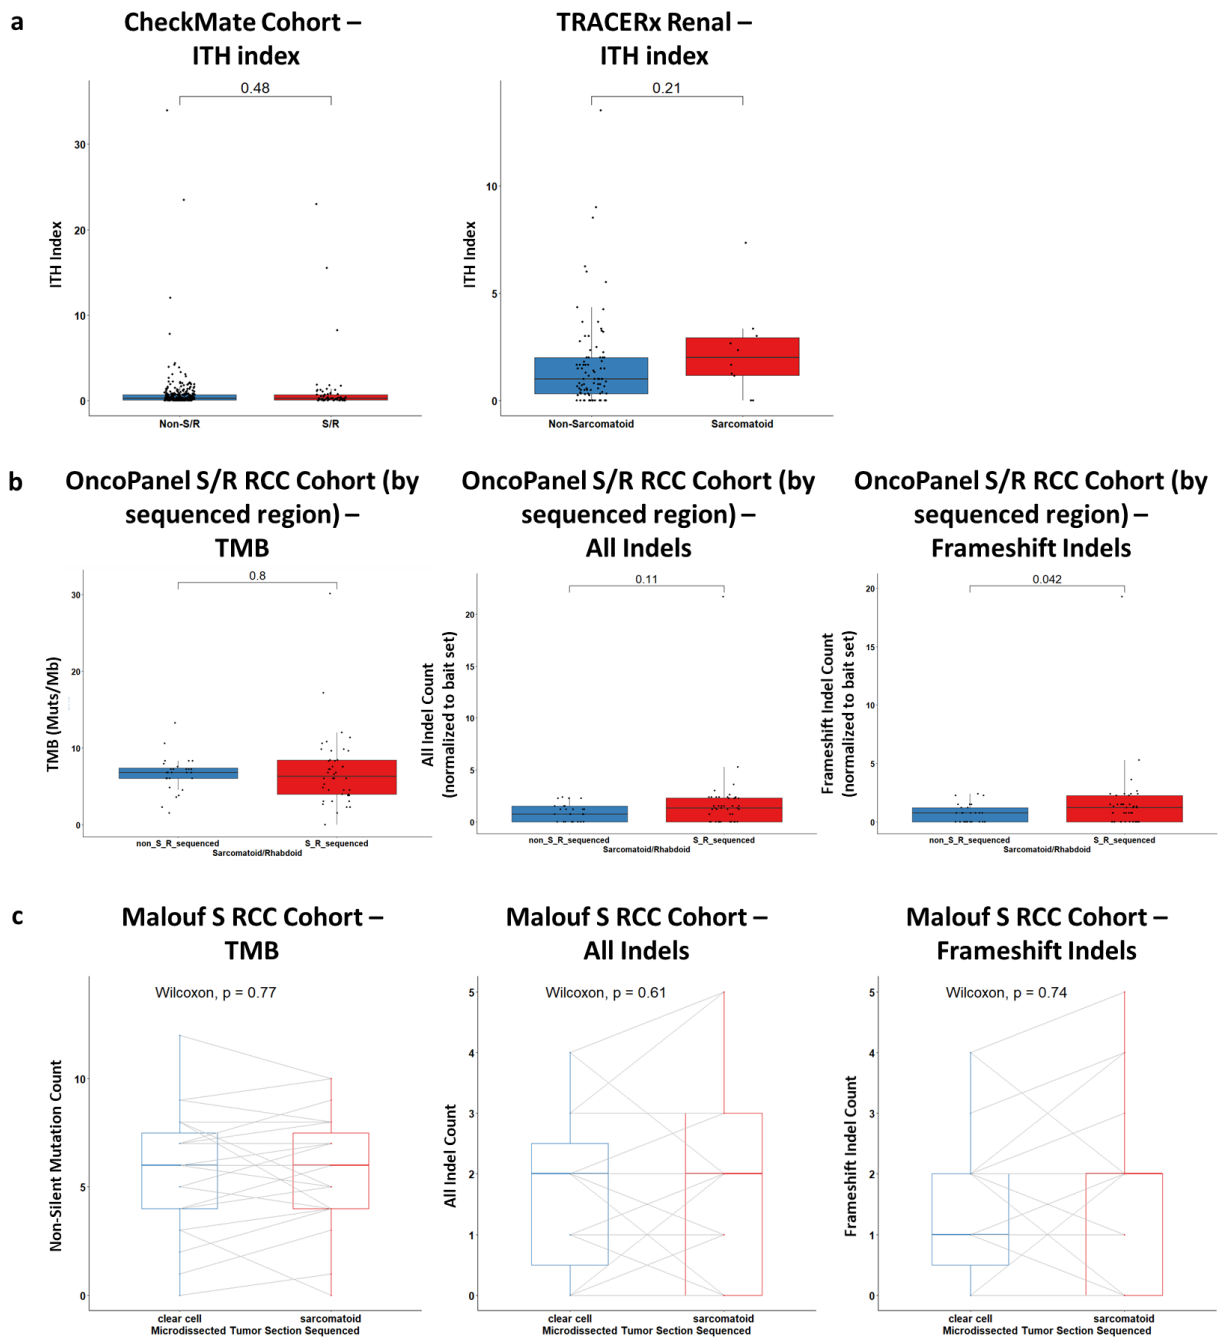 a
CheckMate Cohort –
ITH index
0.48
ITH Index
30
20
10
0
Non-S/R
S/R
TRACERx Renal –
ITH index
0.21
ITH Index
10
5
0
Non-Sarcomatoid
Sarcomatoid
b
OncoPanel S/R RCC Cohort (by
sequenced region) –
TMB
0.8
TMB (Muts/Mb)
30
20
10
0
non_S_R_sequenced
S_R_sequenced
Sarcomatoid/Rhabdoid
OncoPanel S/R RCC Cohort (by
sequenced region) –
All Indels
0.11
All Indel Count
(normalized to bait set)
20
15
10
5
0
non_S_R_sequenced
S_R_sequenced
Sarcomatoid/Rhabdoid
OncoPanel S/R RCC Cohort (by
sequenced region) –
Frameshift Indels
0.042
Frameshift Indel Count
(normalized to bait set)
20
15
10
5
0
non_S_R_sequenced
S_R_sequenced
Sarcomatoid/Rhabdoid
c
Malouf S RCC Cohort –
TMB
Wilcoxon, p = 0.77
Non-Silent Mutation Count
10
5
0
clear cell
sarcomatoid
Microdissected Tumor Section Sequenced
Malouf S RCC Cohort –
All Indels
Wilcoxon, p = 0.61
All Indel Count
5
4
3
2
1
0
clear cell
sarcomatoid
Microdissected Tumor Section Sequenced
Malouf S RCC Cohort –
Frameshift Indels
Wilcoxon, p = 0.74
Frameshift Indel Count
5
4
3
2
1
0
clear cell
sarcomatoid
Microdissected Tumor Section Sequenced